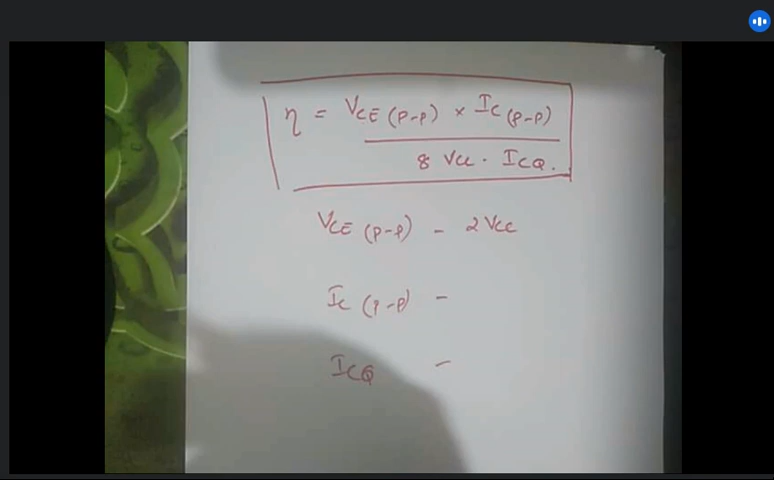 η = VCE (P-P) × IC (P-P)
8 VCC . ICQ.
VCE (P-P) - 2 VCC
IC (P-P) -
ICQ -